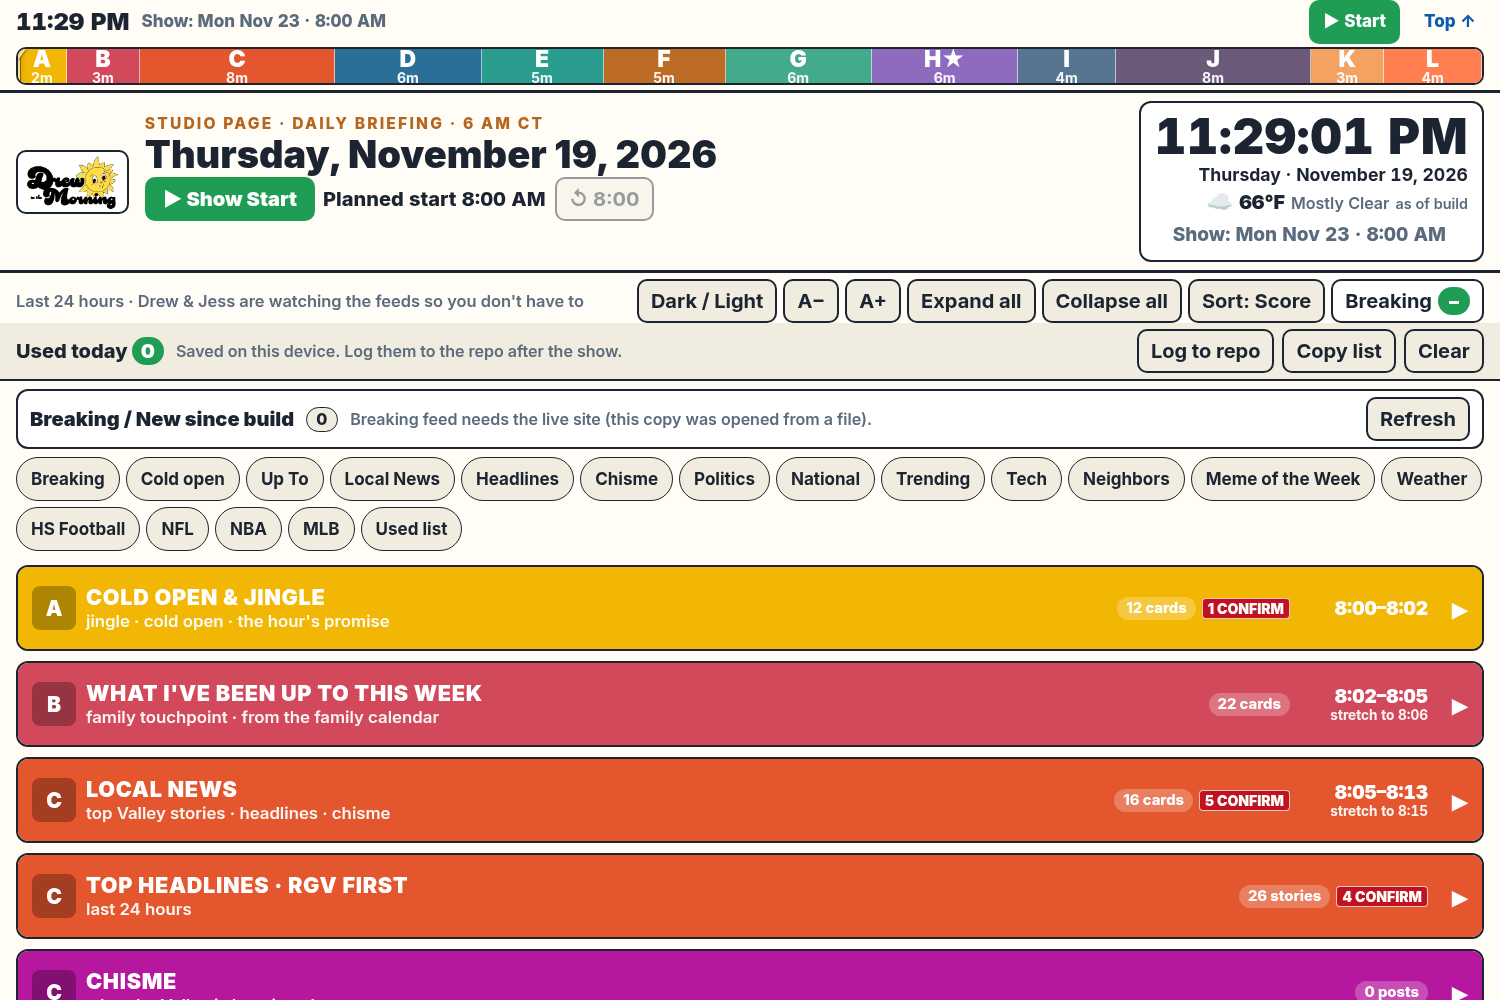 11:29 PM Show: Mon Nov 23 · 8:00 AM ▶ Start Top ↑
A B C D E F G H★ I J K L
2m 3m 8m 6m 5m 5m 6m 6m 4m 8m 3m 4m
STUDIO PAGE · DAILY BRIEFING · 6 AM CT
Thursday, November 19, 2026
Drew
in the
Morning
▶ Show Start Planned start 8:00 AM ↺ 8:00
11:29:01 PM
Thursday · November 19, 2026
66°F Mostly Clear as of build
Show: Mon Nov 23 · 8:00 AM
Last 24 hours · Drew & Jess are watching the feeds so you don't have to Dark / Light A− A+ Expand all Collapse all Sort: Score Breaking –
Used today 0 Saved on this device. Log them to the repo after the show. Log to repo Copy list Clear
Breaking / New since build 0 Breaking feed needs the live site (this copy was opened from a file). Refresh
Breaking Cold open Up To Local News Headlines Chisme Politics National Trending Tech Neighbors Meme of the Week Weather
HS Football NFL NBA MLB Used list
A COLD OPEN & JINGLE 12 cards 1 CONFIRM 8:00–8:02 ▶
jingle · cold open · the hour's promise
B WHAT I'VE BEEN UP TO THIS WEEK 22 cards 8:02–8:05 ▶
family touchpoint · from the family calendar stretch to 8:06
C LOCAL NEWS 16 cards 5 CONFIRM 8:05–8:13 ▶
top Valley stories · headlines · chisme stretch to 8:15
C TOP HEADLINES · RGV FIRST 26 stories 4 CONFIRM ▶
last 24 hours
C CHISME 0 posts ▶